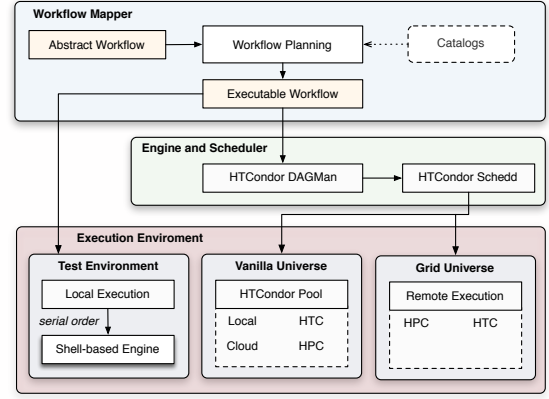 Workflow Mapper
Abstract Workflow
Workflow Planning
Catalogs
Executable Workflow
Engine and Scheduler
HTCondor DAGMan
HTCondor Schedd
Execution Enviroment
Test Environment
Local Execution
serial order
Shell-based Engine
Vanilla Universe
HTCondor Pool
Local HTC
Cloud HPC
Grid Universe
Remote Execution
HPC HTC